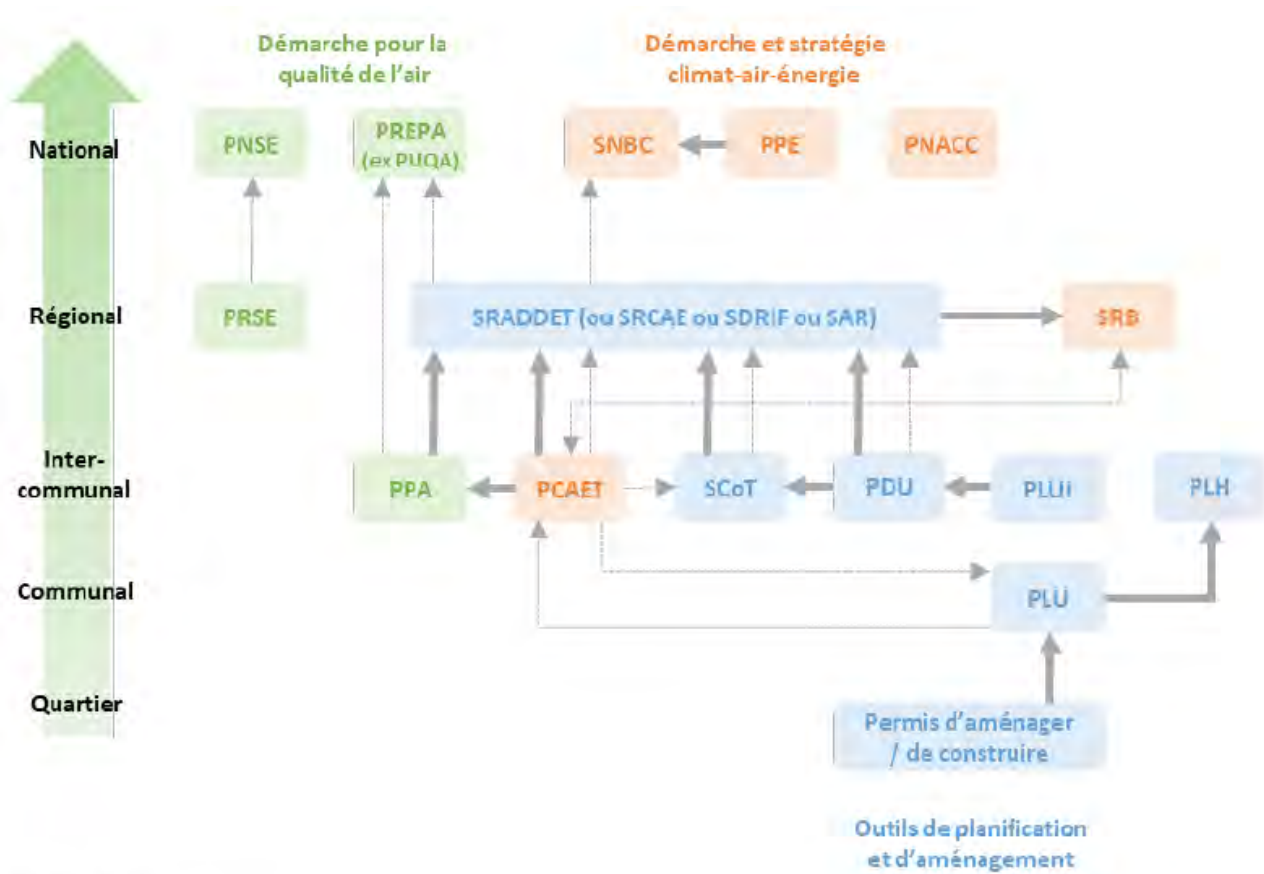 Démarche pour la
qualité de l'air
Démarche et stratégie
climat-air-énergie
National
PNSE
PREPA
(ex PUQA)
SNBC
PPE
PNACC
Régional
PRSE
SRADDET (ou SRCAE ou SDRIF ou SAR)
SRB
Inter-
communal
PPA
PCAET
SCoT
PDU
PLUi
PLH
Communal
PLU
Quartier
Permis d'aménager
/ de construire
Outils de planification
et d'aménagement